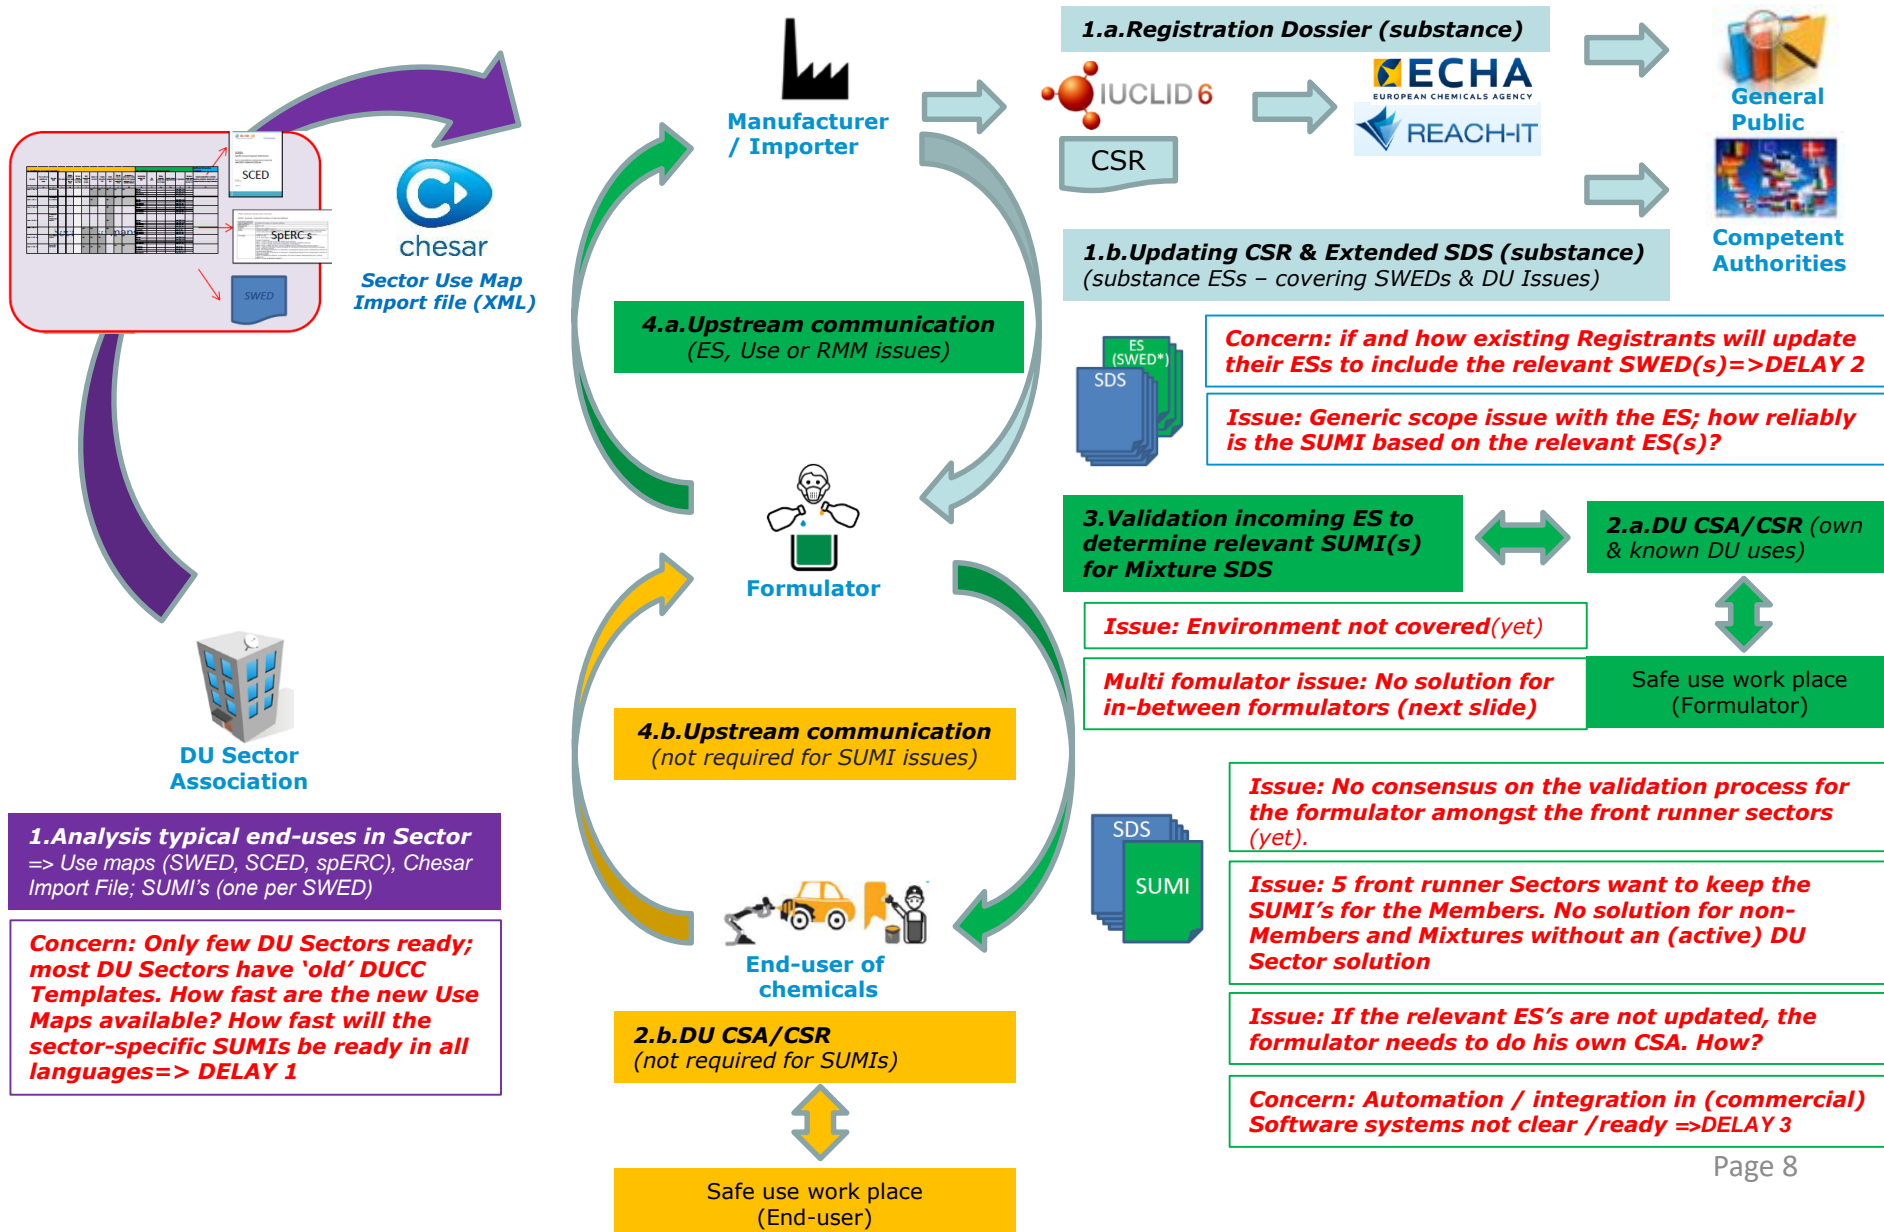 SCED
SpERC s
SWED
chesar
Sector Use Map
Import file (XML)
DU Sector
Association
1.Analysis typical end-uses in Sector
=> Use maps (SWED, SCED, spERC), Chesar
Import File; SUMI's (one per SWED)
Concern: Only few DU Sectors ready;
most DU Sectors have ‘old’ DUCC
Templates. How fast are the new Use
Maps available? How fast will the
sector-specific SUMIs be ready in all
languages=> DELAY 1
Manufacturer
/ Importer
4.a.Upstream communication
(ES, Use or RMM issues)
Formulator
4.b.Upstream communication
(not required for SUMI issues)
End-user of
chemicals
2.b.DU CSA/CSR
(not required for SUMIs)
Safe use work place
(End-user)
1.a.Registration Dossier (substance)
IUCLID 6
CSR
ECHA
EUROPEAN CHEMICALS AGENCY
REACH-IT
General
Public
Competent
Authorities
1.b.Updating CSR & Extended SDS (substance)
(substance ESs – covering SWEDs & DU Issues)
ES
(SWED*)
SDS
Concern: if and how existing Registrants will update
their ESs to include the relevant SWED(s)=>DELAY 2
Issue: Generic scope issue with the ES; how reliably
is the SUMI based on the relevant ES(s)?
3.Validation incoming ES to
determine relevant SUMI(s)
for Mixture SDS
2.a.DU CSA/CSR (own
& known DU uses)
Issue: Environment not covered(yet)
Multi fomulator issue: No solution for
in-between formulators (next slide)
Safe use work place
(Formulator)
SDS
SUMI
Issue: No consensus on the validation process for
the formulator amongst the front runner sectors
(yet).
Issue: 5 front runner Sectors want to keep the
SUMI’s for the Members. No solution for non-
Members and Mixtures without an (active) DU
Sector solution
Issue: If the relevant ES’s are not updated, the
formulator needs to do his own CSA. How?
Concern: Automation / integration in (commercial)
Software systems not clear /ready =>DELAY 3
Page 8